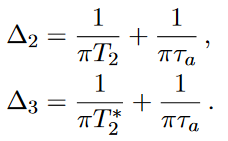 Δ₂ = 1/(πT₂) + 1/(πτₐ) ,
Δ₃ = 1/(πT₂*) + 1/(πτₐ) .